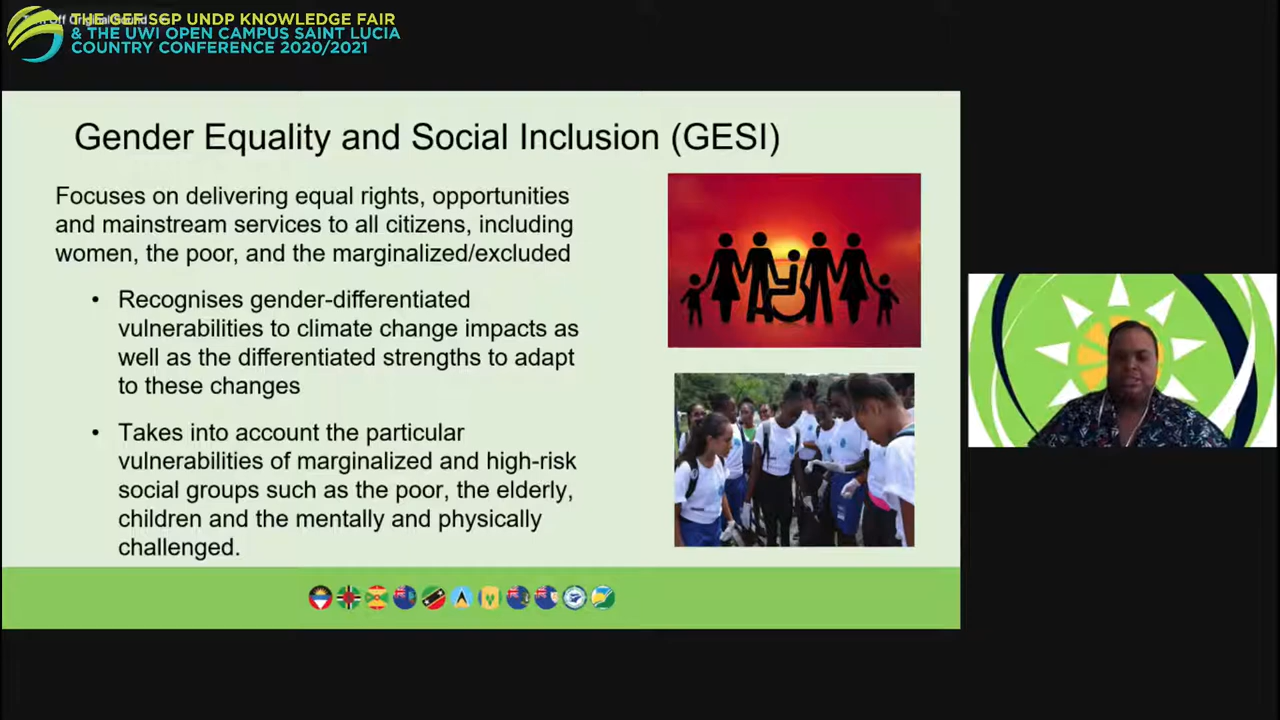 THE GEF SGP UNDP KNOWLEDGE FAIR
& THE UWI OPEN CAMPUS SAINT LUCIA
COUNTRY CONFERENCE 2020/2021
Gender Equality and Social Inclusion (GESI)
Focuses on delivering equal rights, opportunities
and mainstream services to all citizens, including
women, the poor, and the marginalized/excluded
• Recognises gender-differentiated
vulnerabilities to climate change impacts as
well as the differentiated strengths to adapt
to these changes
• Takes into account the particular
vulnerabilities of marginalized and high-risk
social groups such as the poor, the elderly,
children and the mentally and physically
challenged.